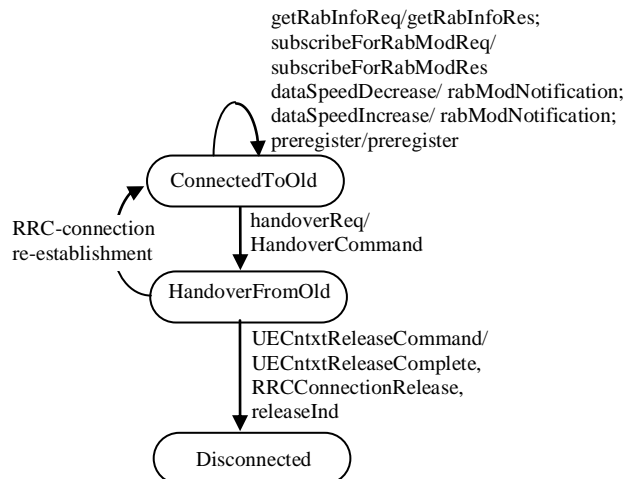 getRabInfoReq/getRabInfoRes;
subscribeForRabModReq/
subscribeForRabModRes
dataSpeedDecrease/ rabModNotification;
dataSpeedIncrease/ rabModNotification;
preregister/preregister
ConnectedToOld
RRC-connection
re-establishment
handoverReq/
HandoverCommand
HandoverFromOld
UECntxtReleaseCommand/
UECntxtReleaseComplete,
RRCConnectionRelease,
releaseInd
Disconnected